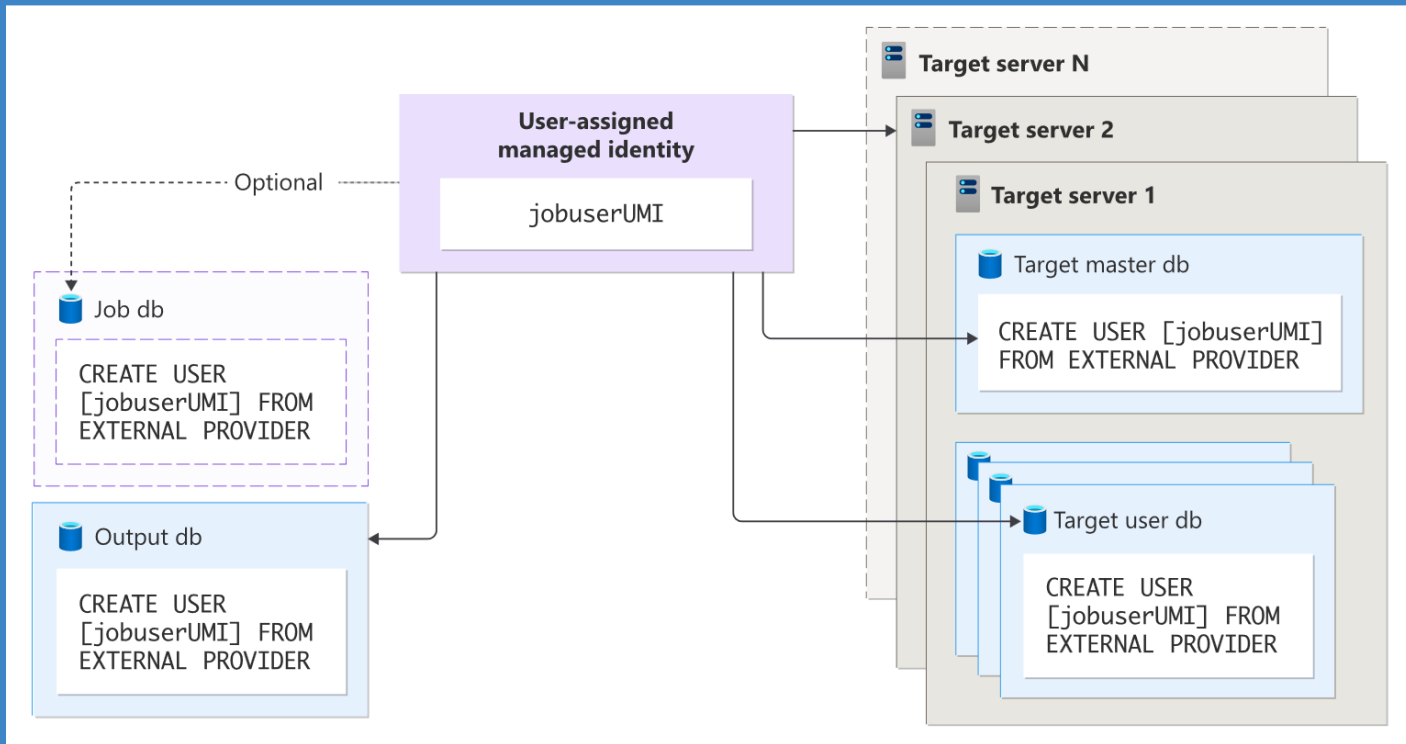 Target server N
User-assigned
managed identity
Target server 2
Optional
jobuserUMI
Target server 1
Target master db
CREATE USER [jobuserUMI]
FROM EXTERNAL PROVIDER
Job db
CREATE USER
[jobuserUMI] FROM
EXTERNAL PROVIDER
Output db
CREATE USER
[jobuserUMI] FROM
EXTERNAL PROVIDER
Target user db
CREATE USER
[jobuserUMI] FROM
EXTERNAL PROVIDER